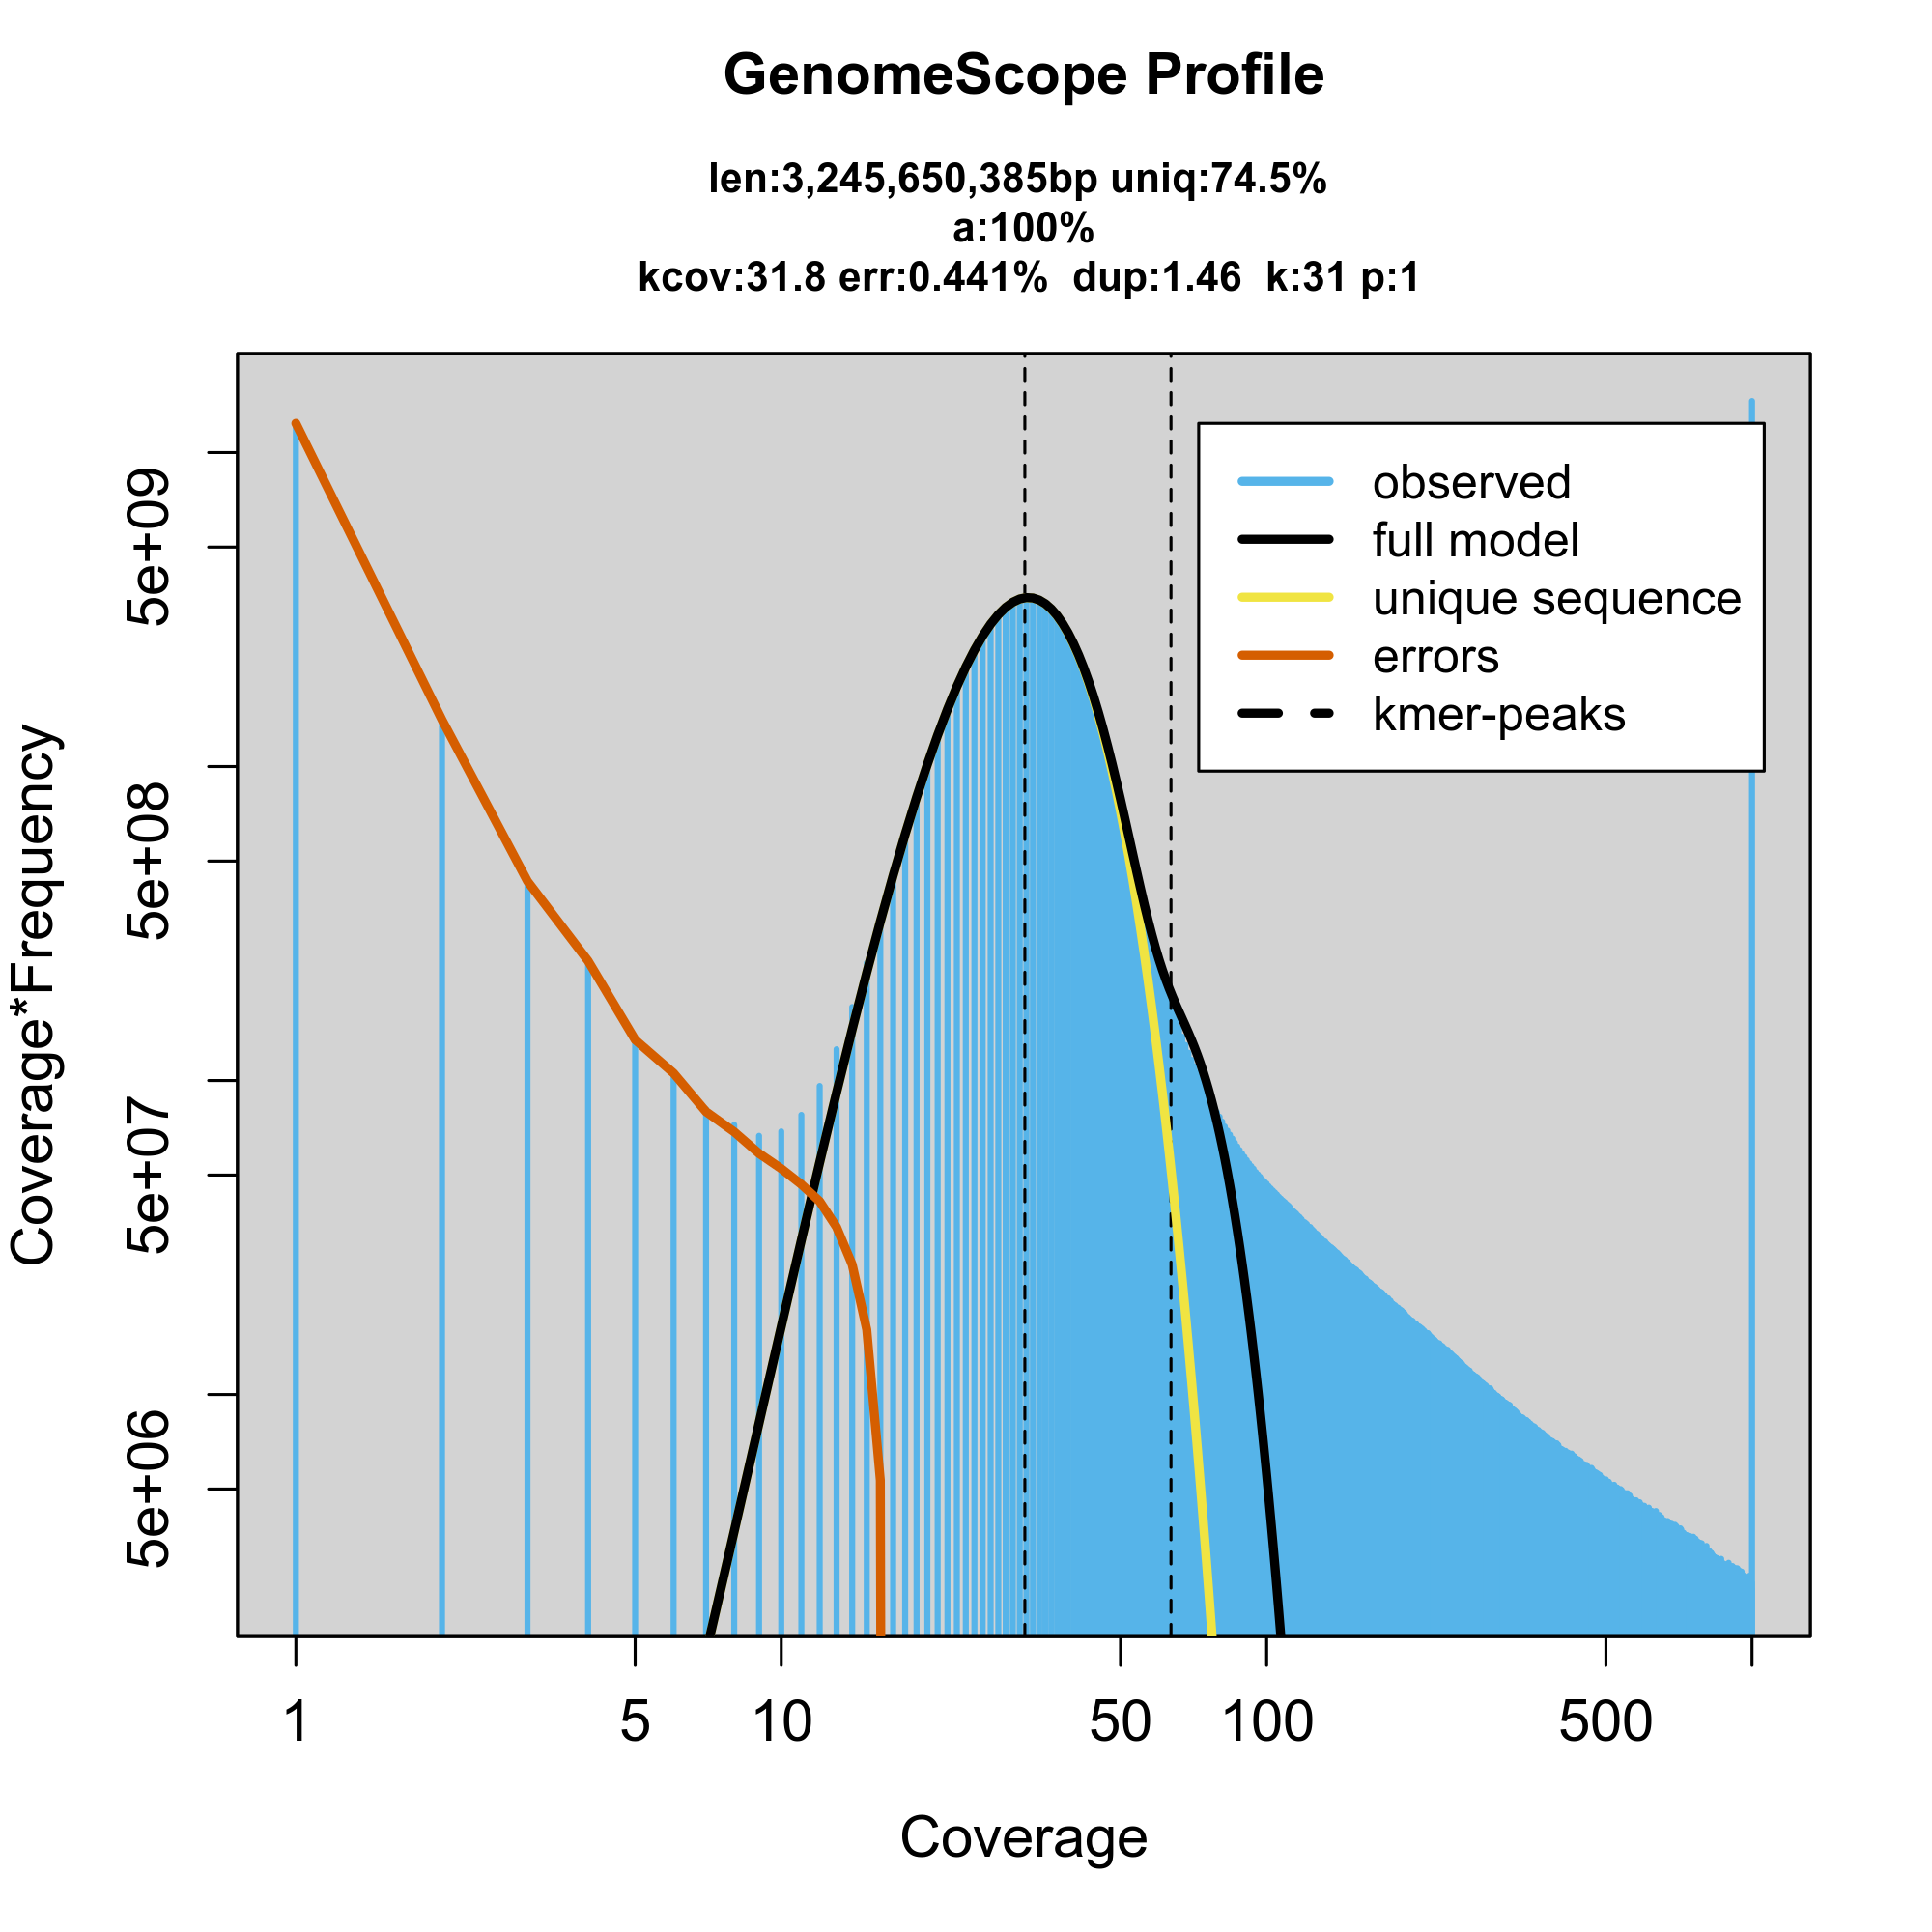 GenomeScope Profile
len:3,245,650,385bp uniq:74.5%
a:100%
kcov:31.8 err:0.441%  dup:1.46  k:31 p:1
observed
full model
unique sequence
errors
kmer-peaks
Coverage*Frequency
5e+09
5e+08
5e+07
5e+06
1 5 10 50 100 500
Coverage